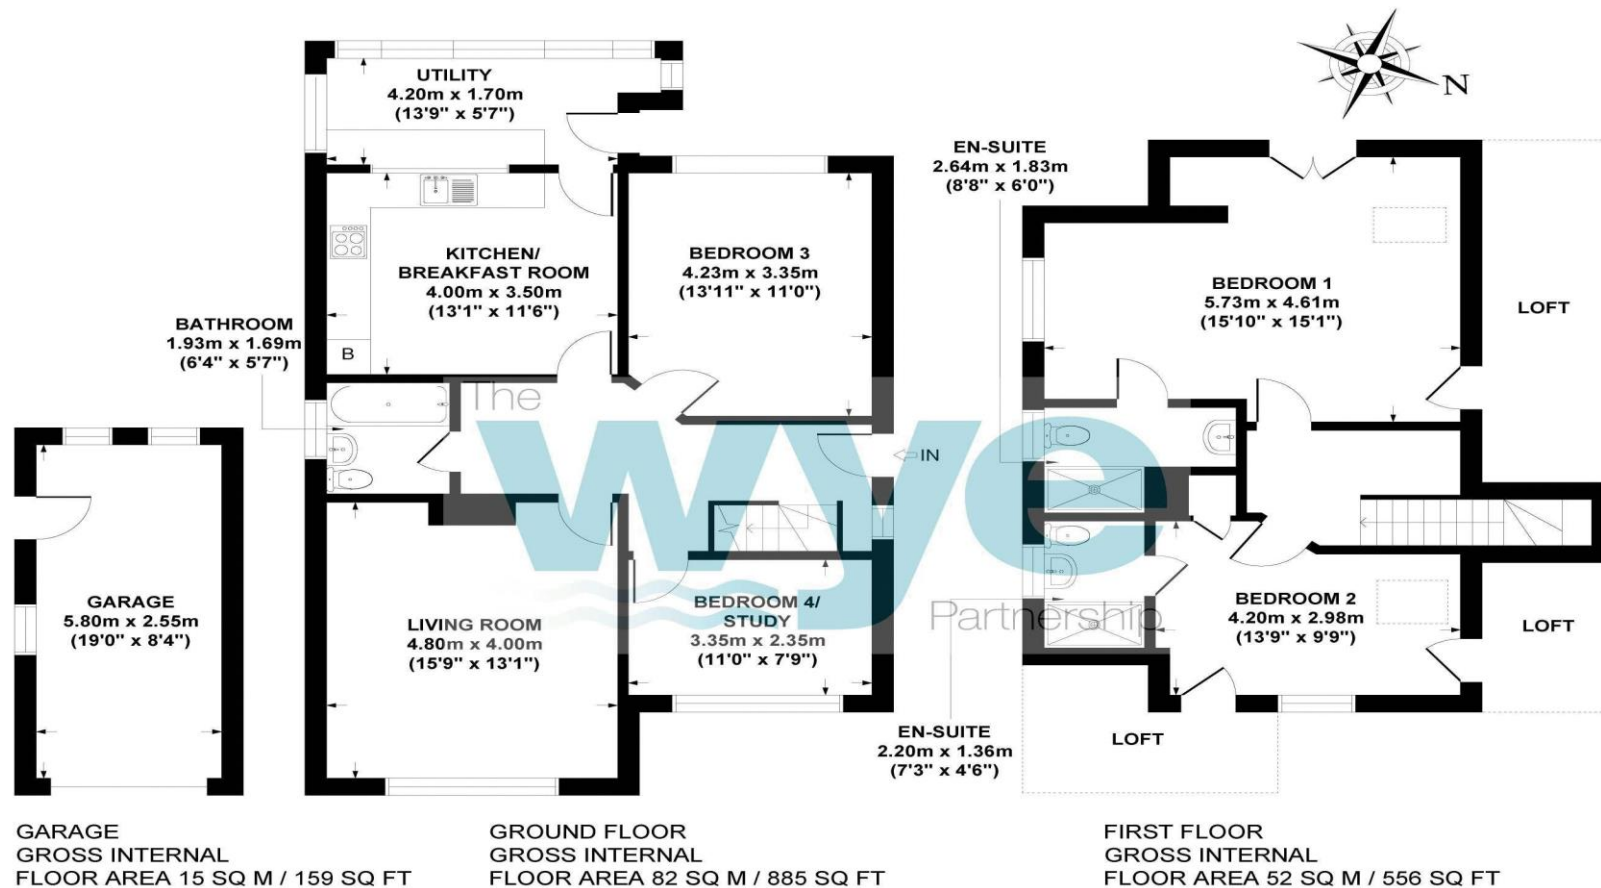 UTILITY
4.20m x 1.70m
(13'9" x 5'7")
N
EN-SUITE
2.64m x 1.83m
(8'8" x 6'0")
KITCHEN/
BREAKFAST ROOM
4.00m x 3.50m
(13'1" x 11'6")
B
BEDROOM 3
4.23m x 3.35m
(13'11" x 11'0")
BEDROOM 1
5.73m x 4.61m
(15'10" x 15'1")
LOFT
BATHROOM
1.93m x 1.69m
(6'4" x 5'7")
The
wye
Partnership
IN
GARAGE
5.80m x 2.55m
(19'0" x 8'4")
LIVING ROOM
4.80m x 4.00m
(15'9" x 13'1")
BEDROOM 4/
STUDY
3.35m x 2.35m
(11'0" x 7'9")
BEDROOM 2
4.20m x 2.98m
(13'9" x 9'9")
LOFT
EN-SUITE
2.20m x 1.36m
(7'3" x 4'6")
LOFT
GARAGE
GROSS INTERNAL
FLOOR AREA 15 SQ M / 159 SQ FT
GROUND FLOOR
GROSS INTERNAL
FLOOR AREA 82 SQ M / 885 SQ FT
FIRST FLOOR
GROSS INTERNAL
FLOOR AREA 52 SQ M / 556 SQ FT